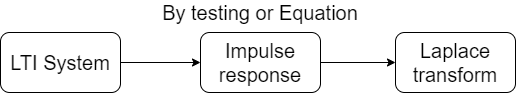 By testing or Equation
LTI System
Impulse
response
Laplace
transform